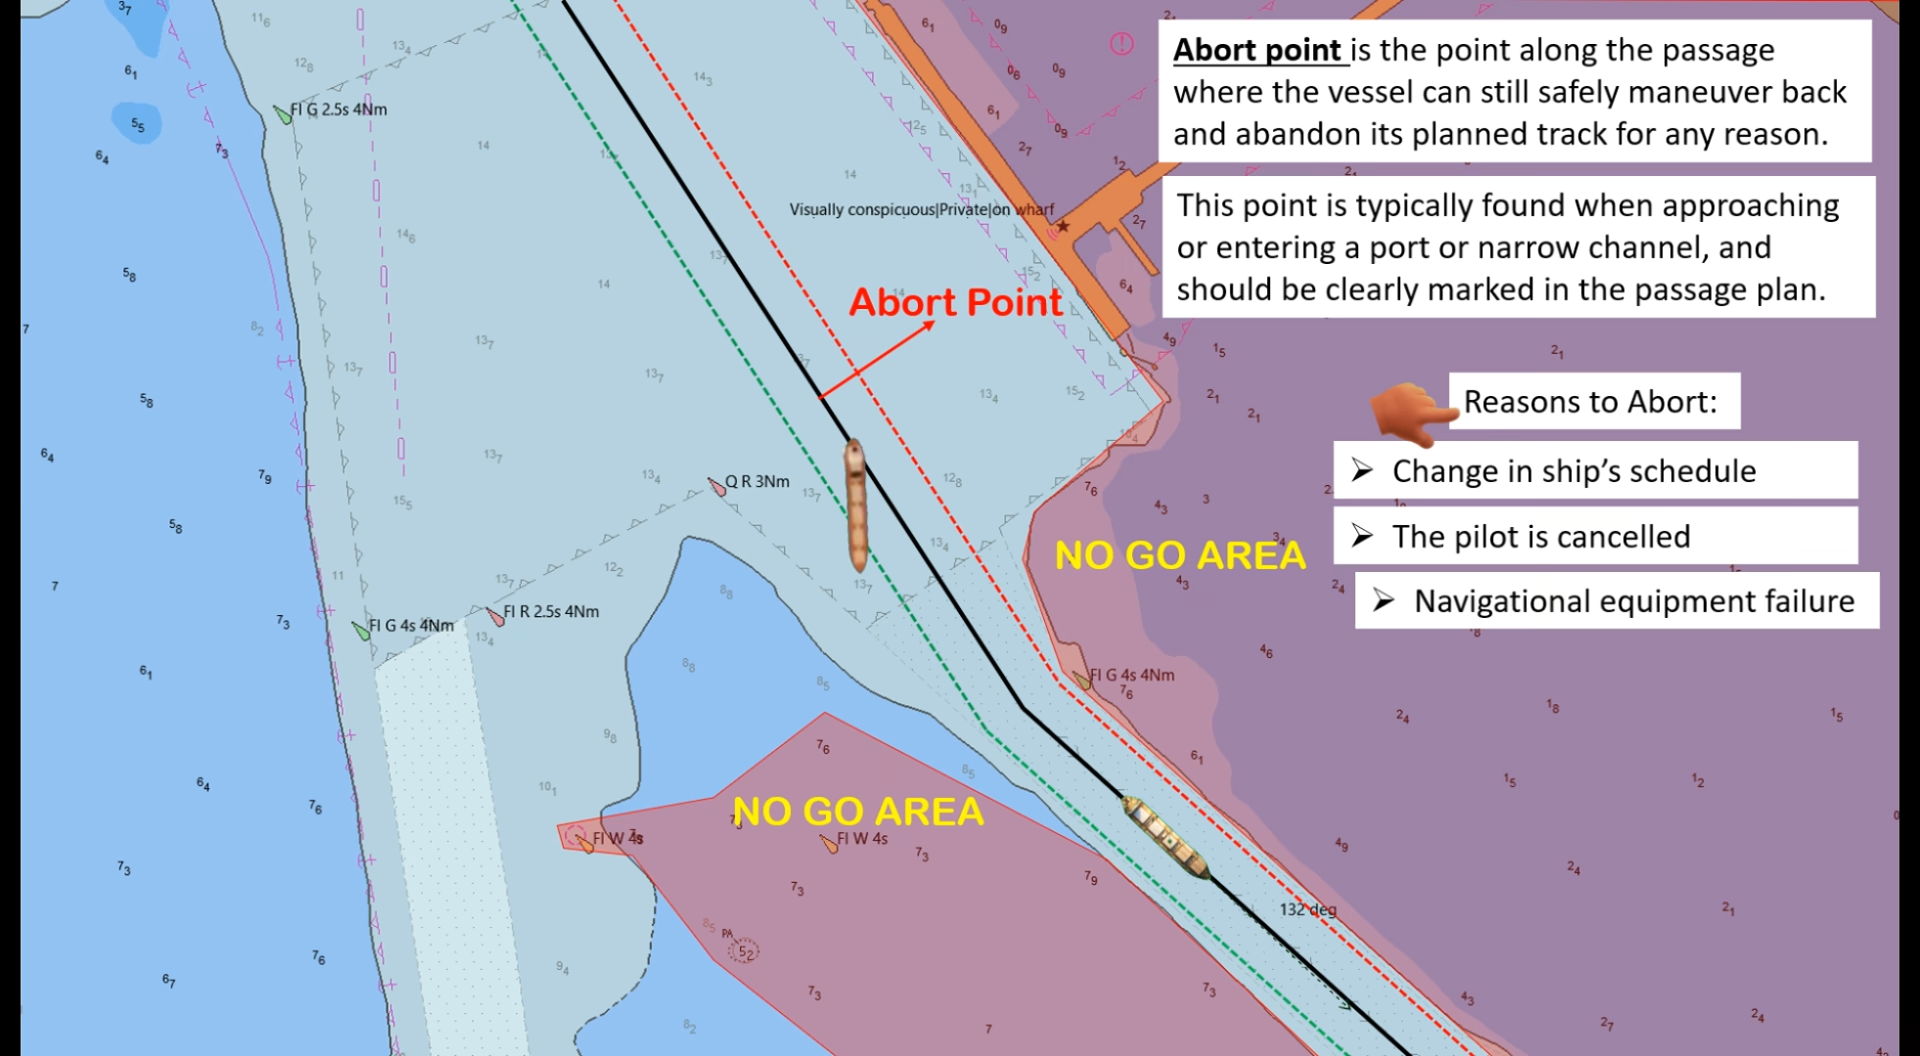 Abort point is the point along the passage
where the vessel can still safely maneuver back
and abandon its planned track for any reason.
This point is typically found when approaching
or entering a port or narrow channel, and
should be clearly marked in the passage plan.
Fl G 2.5s 4Nm
Visually conspicuous|Private|on wharf
Abort Point
Reasons to Abort:
➢ Change in ship's schedule
Q R 3Nm
➢ The pilot is cancelled
NO GO AREA
➢ Navigational equipment failure
Fl R 2.5s 4Nm
Fl G 4s 4Nm
Fl G 4s 4Nm
NO GO AREA
Fl W 4s
Fl W 4s
132 deg
PA